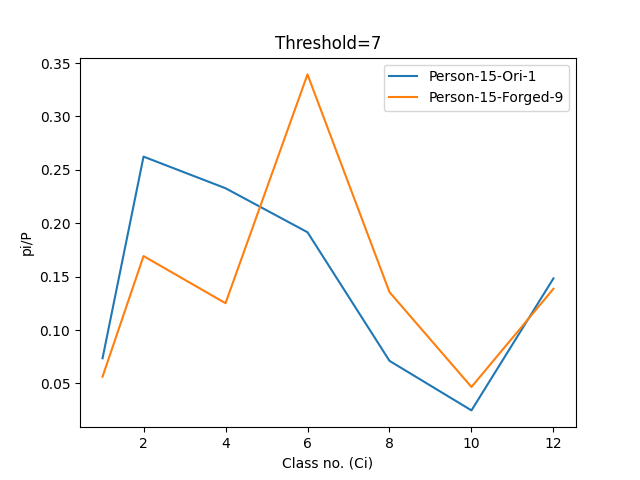 Threshold=7
Person-15-Ori-1
Person-15-Forged-9
0.35
0.30
0.25
0.20
0.15
0.10
0.05
pi/P
2 4 6 8 10 12
Class no. (Ci)